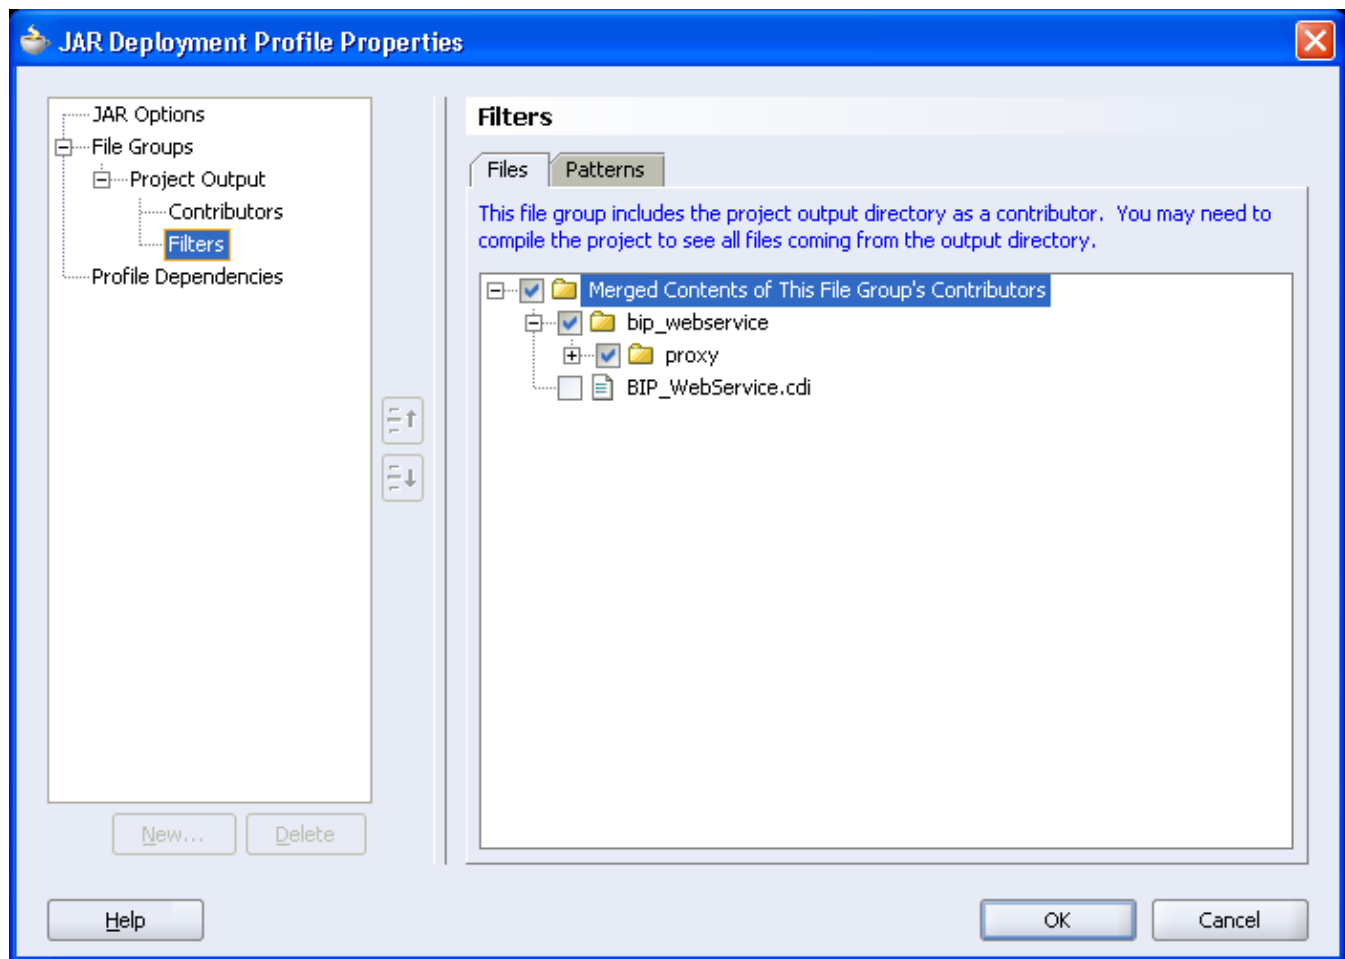 JAR Deployment Profile Properties
JAR Options
File Groups
Project Output
Contributors
Filters
Profile Dependencies
New...
Delete
Filters
Files
Patterns
This file group includes the project output directory as a contributor. You may need to
compile the project to see all files coming from the output directory.
Merged Contents of This File Group's Contributors
bip_webservice
proxy
BIP_WebService.cdi
Help
OK
Cancel